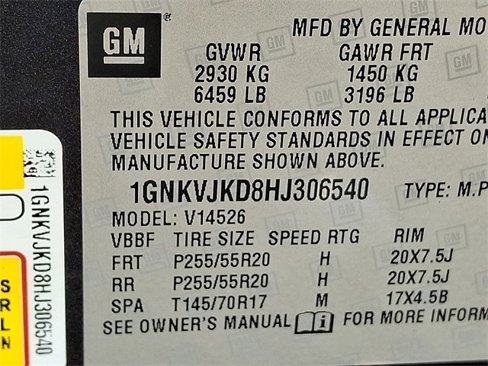 GM
MFD BY GENERAL MO
GVWR GAWR FRT
2930 KG 1450 KG
6459 LB 3196 LB
THIS VEHICLE CONFORMS TO ALL APPLICA
VEHICLE SAFETY STANDARDS IN EFFECT ON
MANUFACTURE SHOWN ABOVE.
1GNKVJKD8HJ306540 TYPE: M.P
MODEL: V14526
VBBF TIRE SIZE SPEED RTG RIM
FRT P255/55R20 H 20X7.5J
RR P255/55R20 H 20X7.5J
SPA T145/70R17 M 17X4.5B
SEE OWNER'S MANUAL FOR MORE INFORM
1GNKVJKD8HJ306540
S
R
L
N